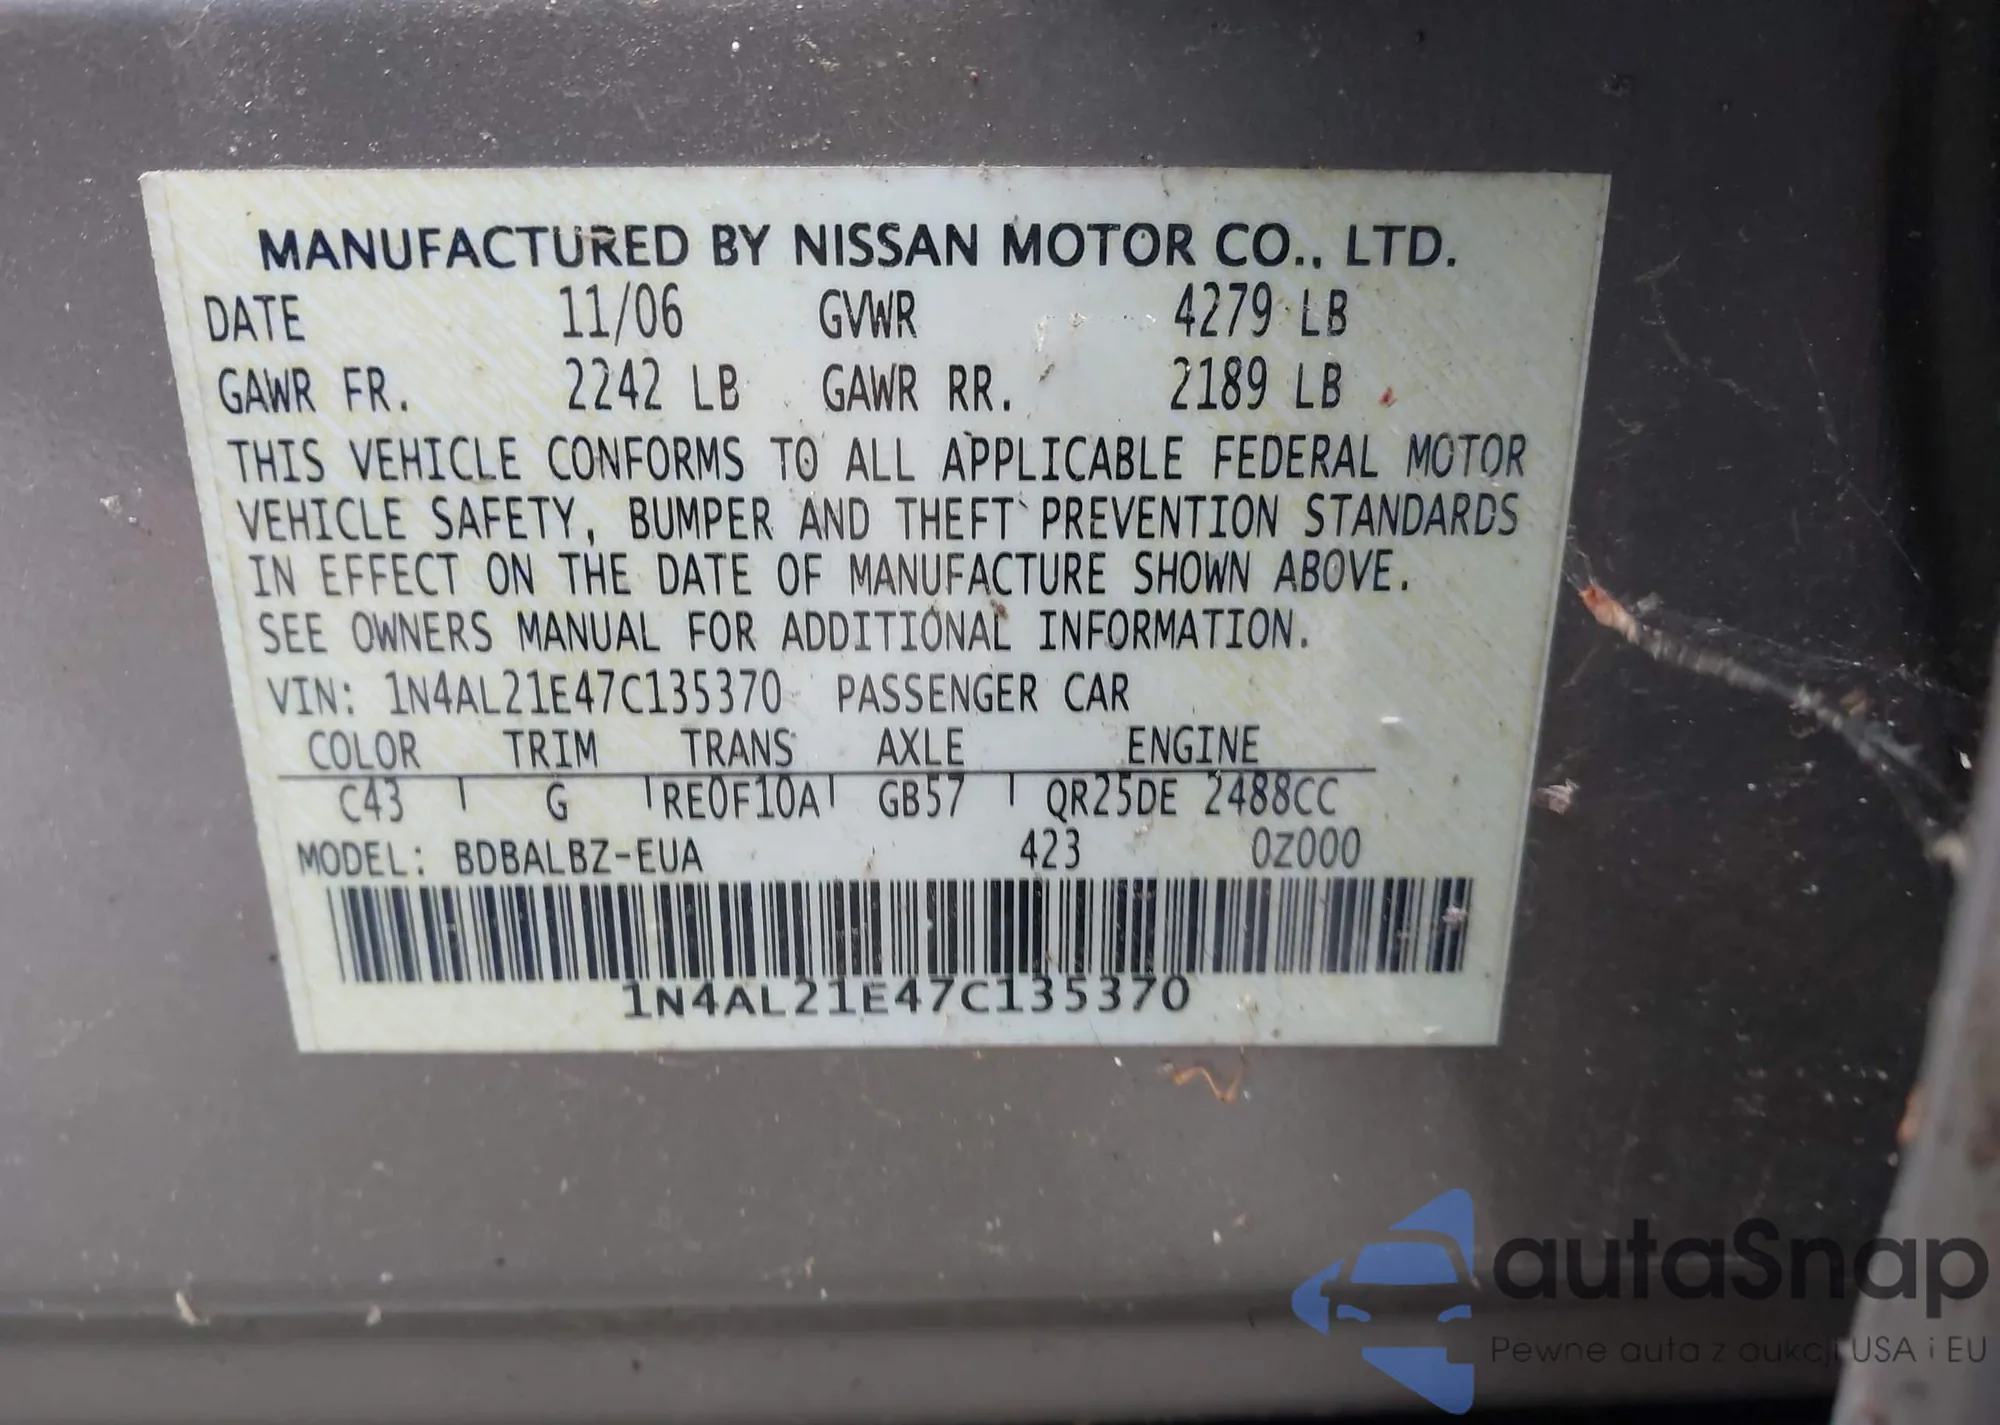 MANUFACTURED BY NISSAN MOTOR CO., LTD.
DATE 11/06 GVWR 4279 LB
GAWR FR. 2242 LB GAWR RR. 2189 LB
THIS VEHICLE CONFORMS TO ALL APPLICABLE FEDERAL MOTOR
VEHICLE SAFETY, BUMPER AND THEFT PREVENTION STANDARDS
IN EFFECT ON THE DATE OF MANUFACTURE SHOWN ABOVE.
SEE OWNERS MANUAL FOR ADDITIONAL INFORMATION.
VIN: 1N4AL21E47C135370 PASSENGER CAR
COLOR TRIM TRANS AXLE ENGINE
C43 G RE0F10A GB57 QR25DE 2488CC
MODEL: BDBALBZ-EUA 423 0Z000
1N4AL21E47C135370
autaSnap
Pewne auta z aukcji USA i EU